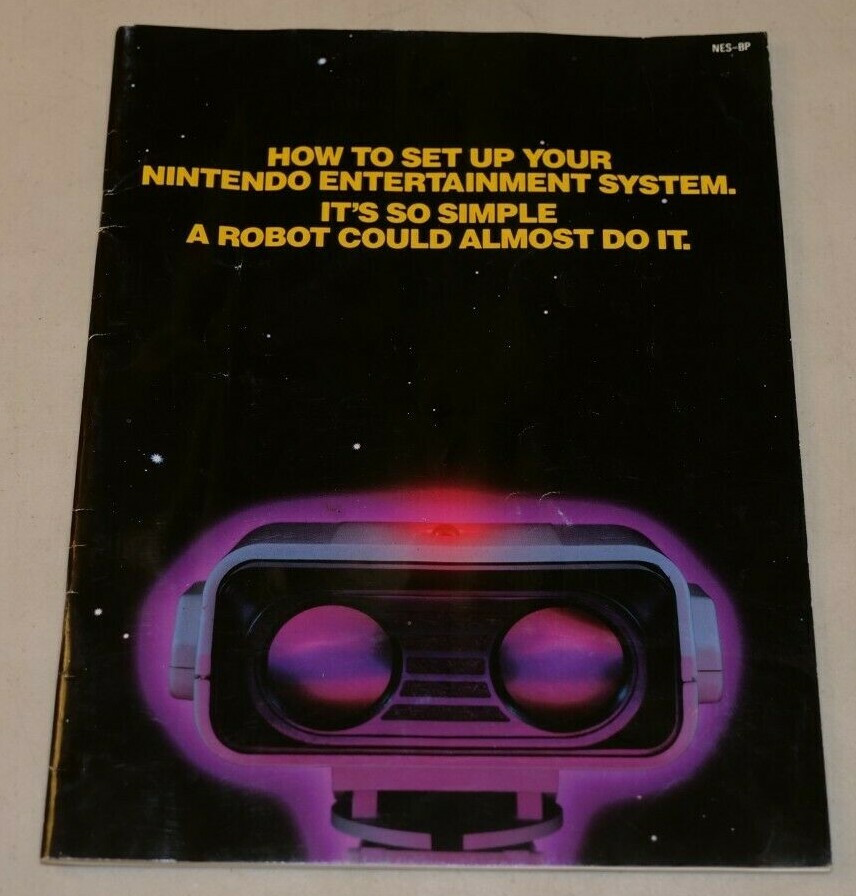 NES-BP
HOW TO SET UP YOUR
NINTENDO ENTERTAINMENT SYSTEM.
IT'S SO SIMPLE
A ROBOT COULD ALMOST DO IT.